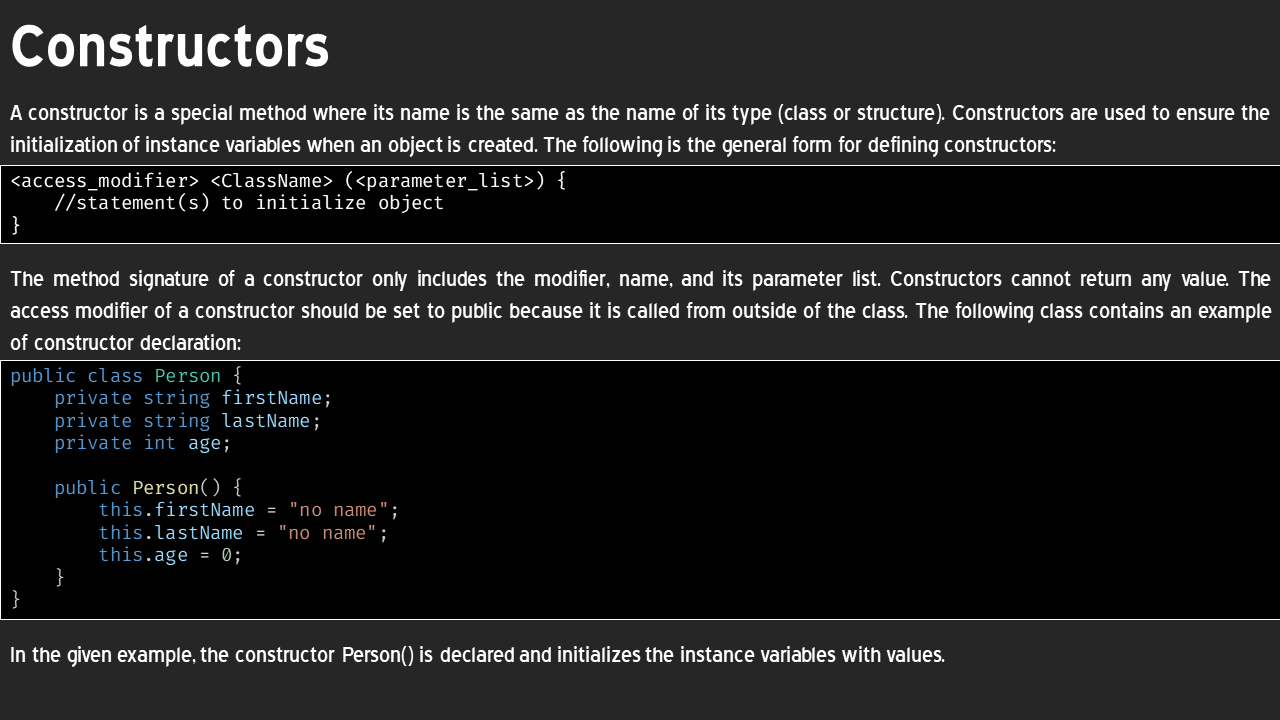 Constructors
A constructor is a special method where its name is the same as the name of its type (class or structure). Constructors are used to ensure the
initialization of instance variables when an object is created. The following is the general form for defining constructors:
<access_modifier> <ClassName> (<parameter_list>) {
    //statement(s) to initialize object
}
The method signature of a constructor only includes the modifier, name, and its parameter list. Constructors cannot return any value. The
access modifier of a constructor should be set to public because it is called from outside of the class. The following class contains an example
of constructor declaration:
public class Person {
    private string firstName;
    private string lastName;
    private int age;
    public Person() {
        this.firstName = "no name";
        this.lastName = "no name";
        this.age = 0;
    }
}
In the given example, the constructor Person() is declared and initializes the instance variables with values.